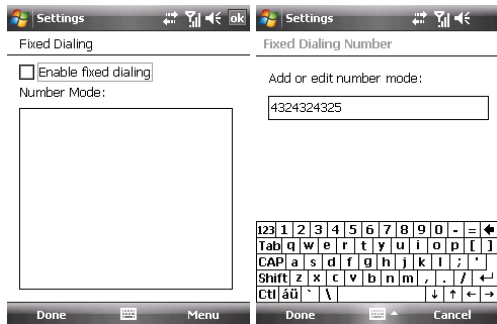 Settings
ok
Fixed Dialing
Enable fixed dialing
Number Mode:
Done
Menu
Settings
Fixed Dialing Number
Add or edit number mode:
4324324325
123 1 2 3 4 5 6 7 8 9 0 - =
Tab q w e r t y u i o p [ ]
CAP a s d f g h j k l ; '
Shift z x c v b n m , . /
Ctl áü ` \
Done
Cancel